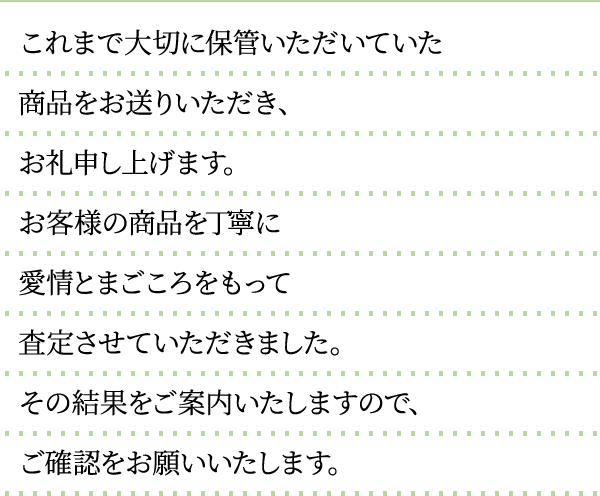 これまで大切に保管いただいていた
商品をお送りいただき、
お礼申し上げます。
お客様の商品を丁寧に
愛情とまごころをもって
査定させていただきました。
その結果をご案内いたしますので、
ご確認をお願いいたします。